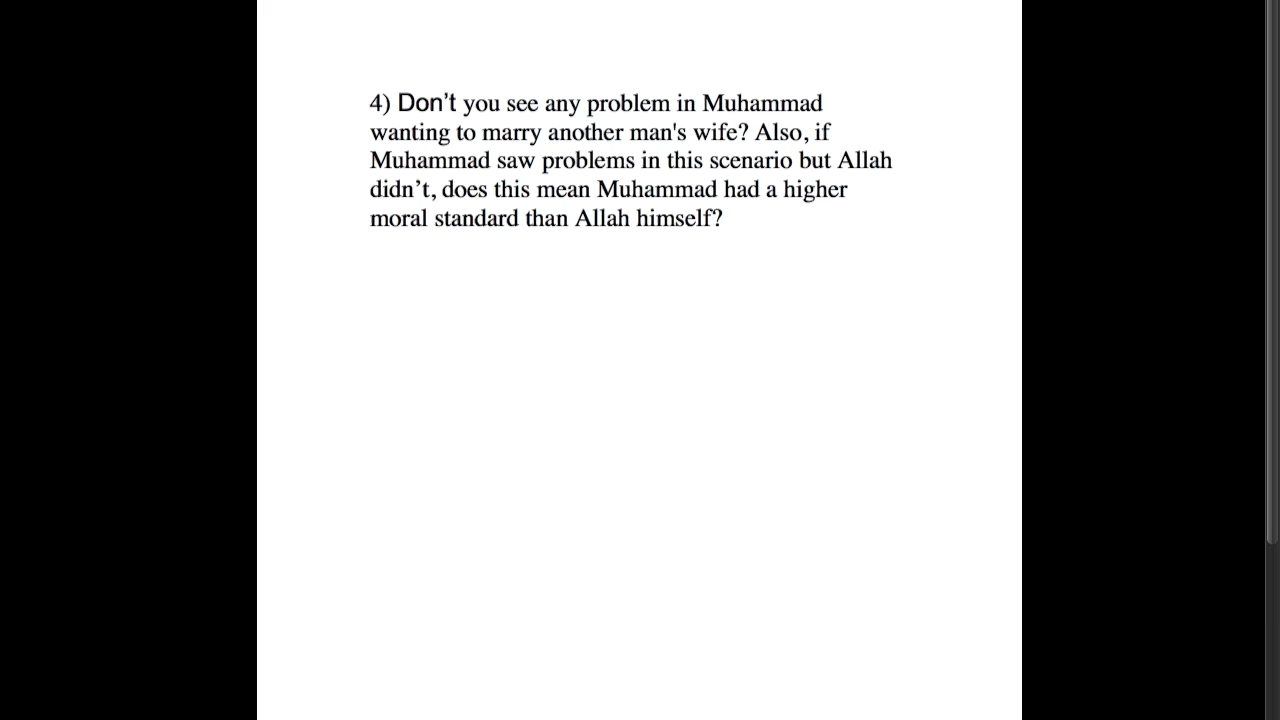 4) Don’t you see any problem in Muhammad
wanting to marry another man's wife? Also, if
Muhammad saw problems in this scenario but Allah
didn’t, does this mean Muhammad had a higher
moral standard than Allah himself?